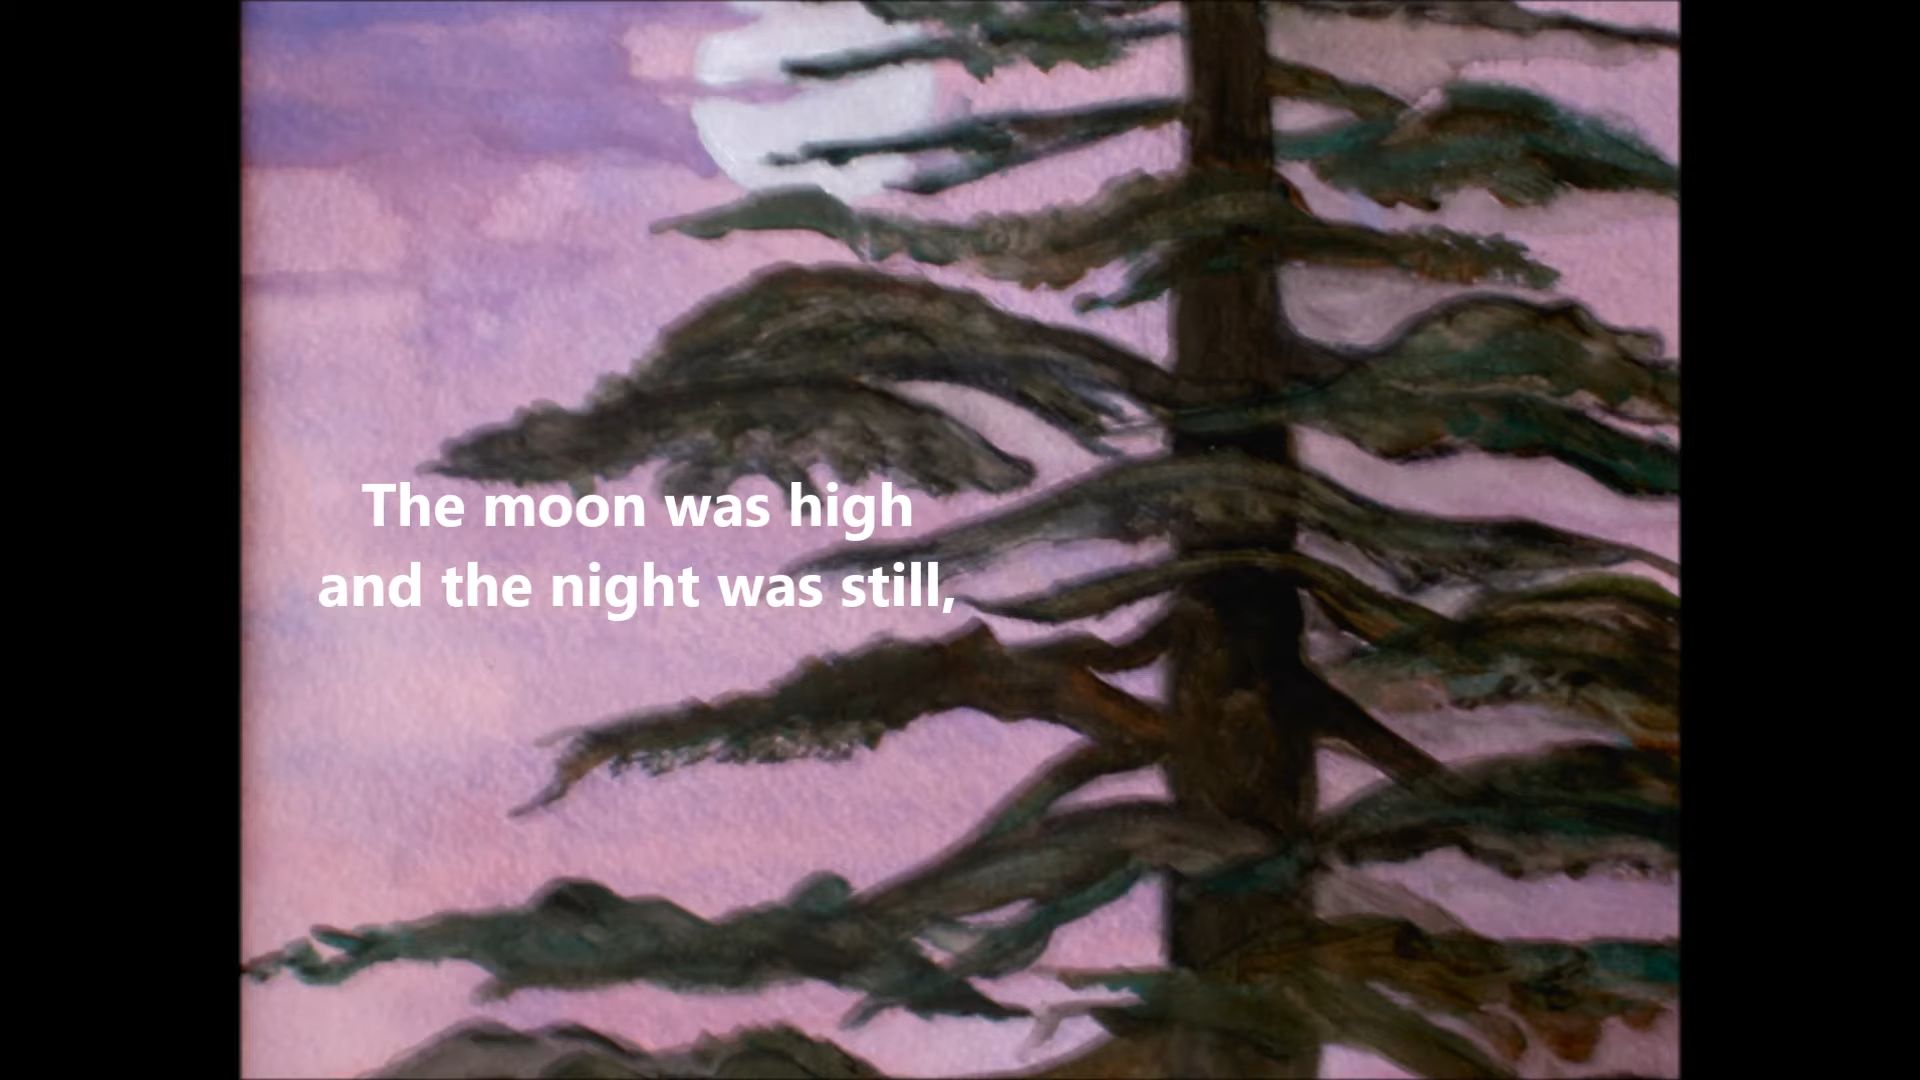 The moon was high
and the night was still,